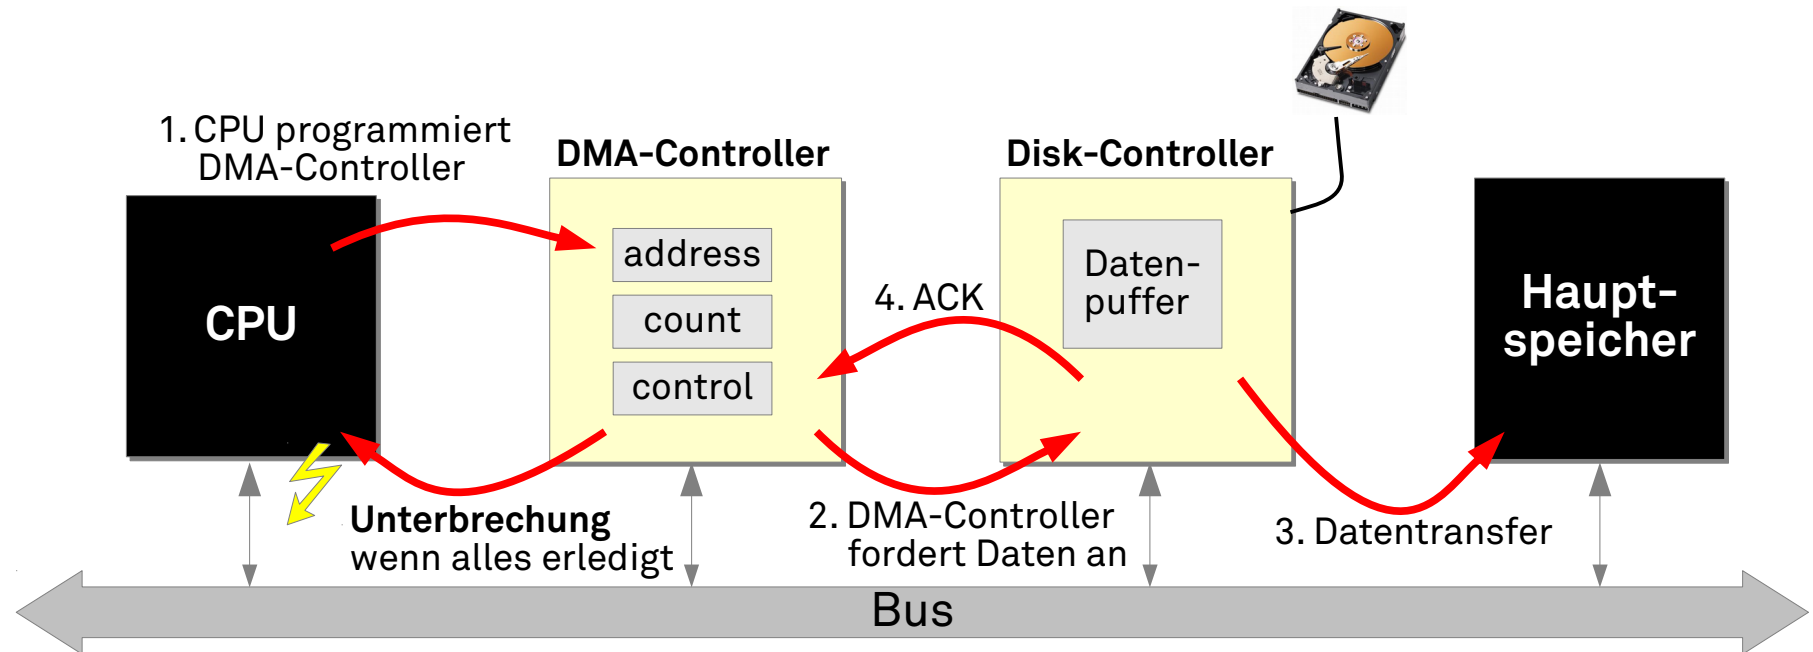 1. CPU programmiert
DMA-Controller
DMA-Controller
Disk-Controller
CPU
address
count
control
4. ACK
Daten-
puffer
Haupt-
speicher
Unterbrechung
wenn alles erledigt
2. DMA-Controller
fordert Daten an
3. Datentransfer
Bus